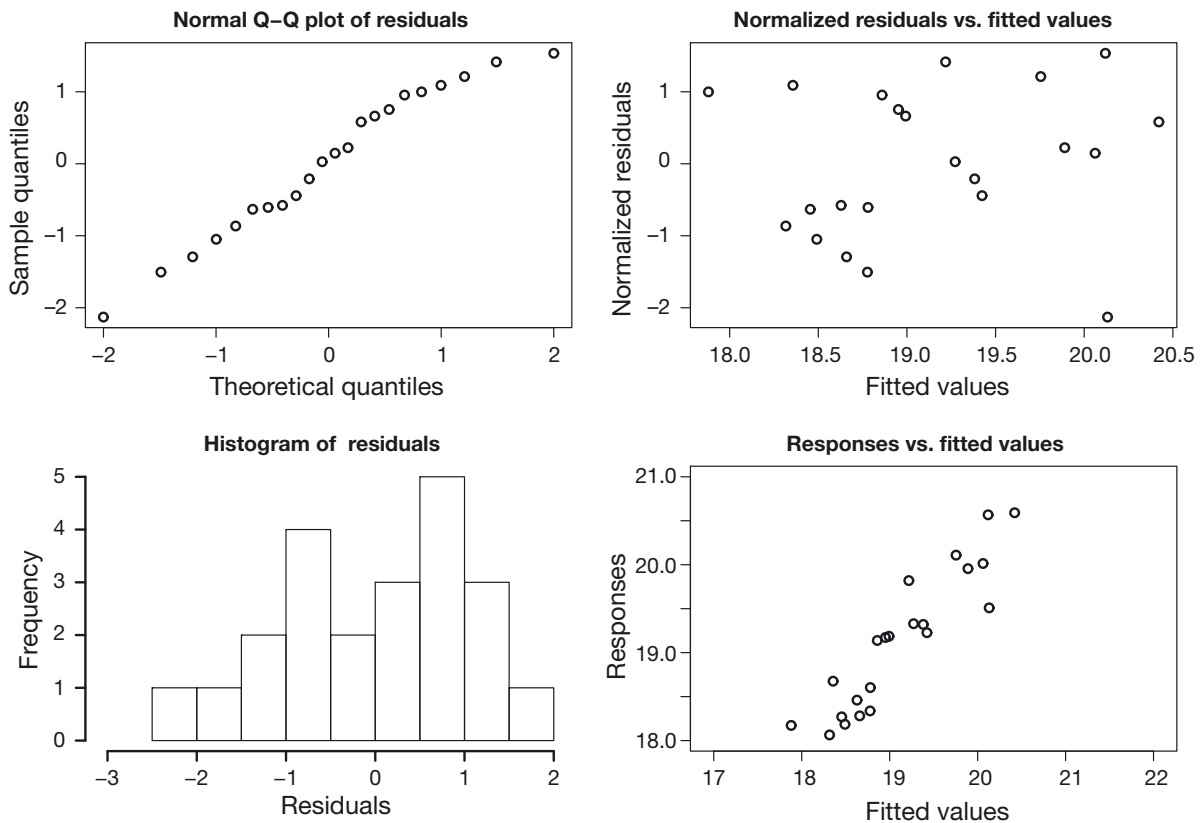 Normal Q–Q plot of residuals
Sample quantiles
1
0
–1
–2
–2 –1 0 1 2
Theoretical quantiles
Normalized residuals vs. fitted values
Normalized residuals
1
0
–1
–2
18.0 18.5 19.0 19.5 20.0 20.5
Fitted values
Histogram of residuals
Frequency
5
4
3
2
1
0
–3 –2 –1 0 1 2
Residuals
Responses vs. fitted values
Responses
21.0
20.0
19.0
18.0
17 18 19 20 21 22
Fitted values